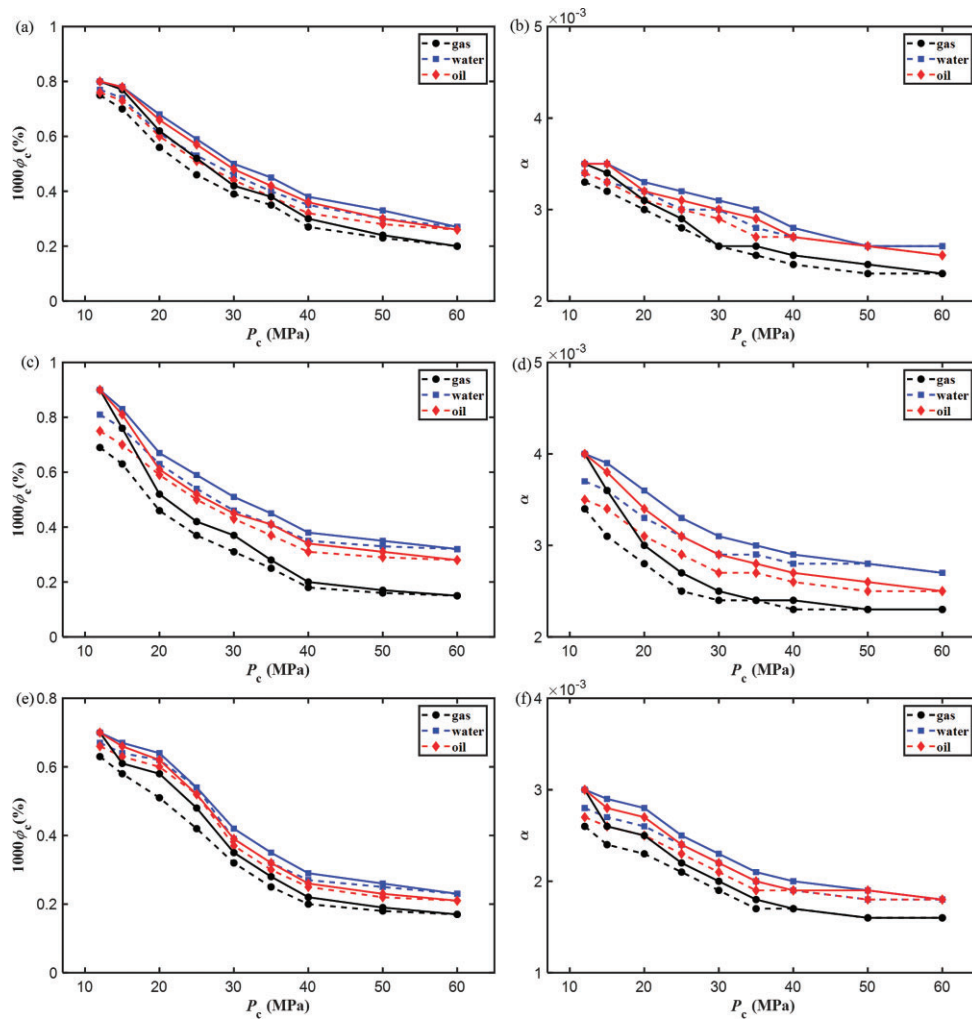 (a)
1
0.8
0.6
0.4
0.2
0
1000ϕc(%)
gas
water
oil
10 20 30 40 50 60
Pc (MPa)
(b)
×10⁻³
5
4
3
2
α
gas
water
oil
10 20 30 40 50 60
Pc (MPa)
(c)
1
0.8
0.6
0.4
0.2
0
1000ϕc(%)
gas
water
oil
10 20 30 40 50 60
Pc (MPa)
(d)
×10⁻³
5
4
3
2
α
gas
water
oil
10 20 30 40 50 60
Pc (MPa)
(e)
0.8
0.6
0.4
0.2
0
1000ϕc(%)
gas
water
oil
10 20 30 40 50 60
Pc (MPa)
(f)
×10⁻³
4
3
2
1
α
gas
water
oil
10 20 30 40 50 60
Pc (MPa)